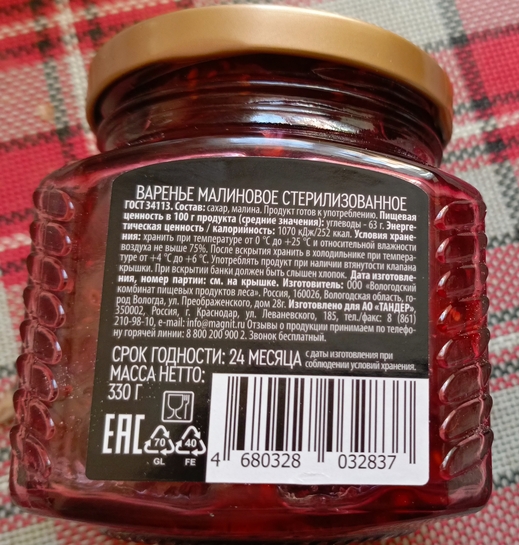 ВАРЕНЬЕ МАЛИНОВОЕ СТЕРИЛИЗОВАННОЕ
ГОСТ 34113. Состав: сахар, малина. Продукт готов к употреблению. Пищевая
ценность в 100 г продукта (средние значения): углеводы - 63 г. Энерге-
тическая ценность / калорийность: 1070 кДж/252 ккал. Условия хране-
ния: хранить при температуре от 0 °С до +25 °С и относительной влажности
воздуха не выше 75%. После вскрытия хранить в холодильнике при темпера-
туре от +4 °С до +6 °С. Употреблять продукт при наличии втянутости клапана
крышки. При вскрытии банки должен быть слышен хлопок. Дата изготовле-
ния, номер партии: см. на крышке. Изготовитель: ООО «Вологодский
комбинат пищевых продуктов леса». Россия, 160026, Вологодская область, го-
род Вологда, ул. Преображенского, дом 28г. Изготовлено для АО «ТАНДЕР»,
350002, Россия, г. Краснодар, ул. Леваневского, 185, тел./факс: 8 (861)
210-98-10, e-mail: info@magnit.ru Отзывы о продукции принимаем по телефо-
ну горячей линии: 8 800 200 900 2. Звонок бесплатный.
СРОК ГОДНОСТИ: 24 МЕСЯЦА с даты изготовления при
соблюдении условий хранения.
МАССА НЕТТО:
330 Г
EAC
70
GL
40
FE
4 680328 032837